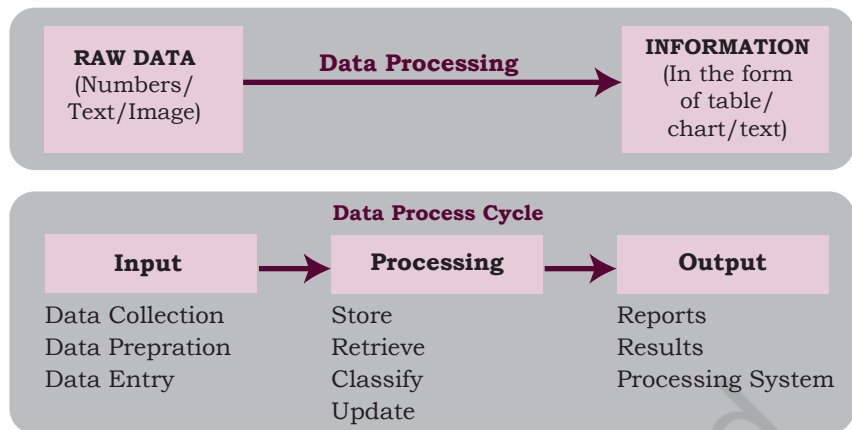 RAW DATA
(Numbers/
Text/Image)
Data Processing
INFORMATION
(In the form
of table/
chart/text)
Data Process Cycle
Input
Processing
Output
Data Collection
Data Prepration
Data Entry
Store
Retrieve
Classify
Update
Reports
Results
Processing System